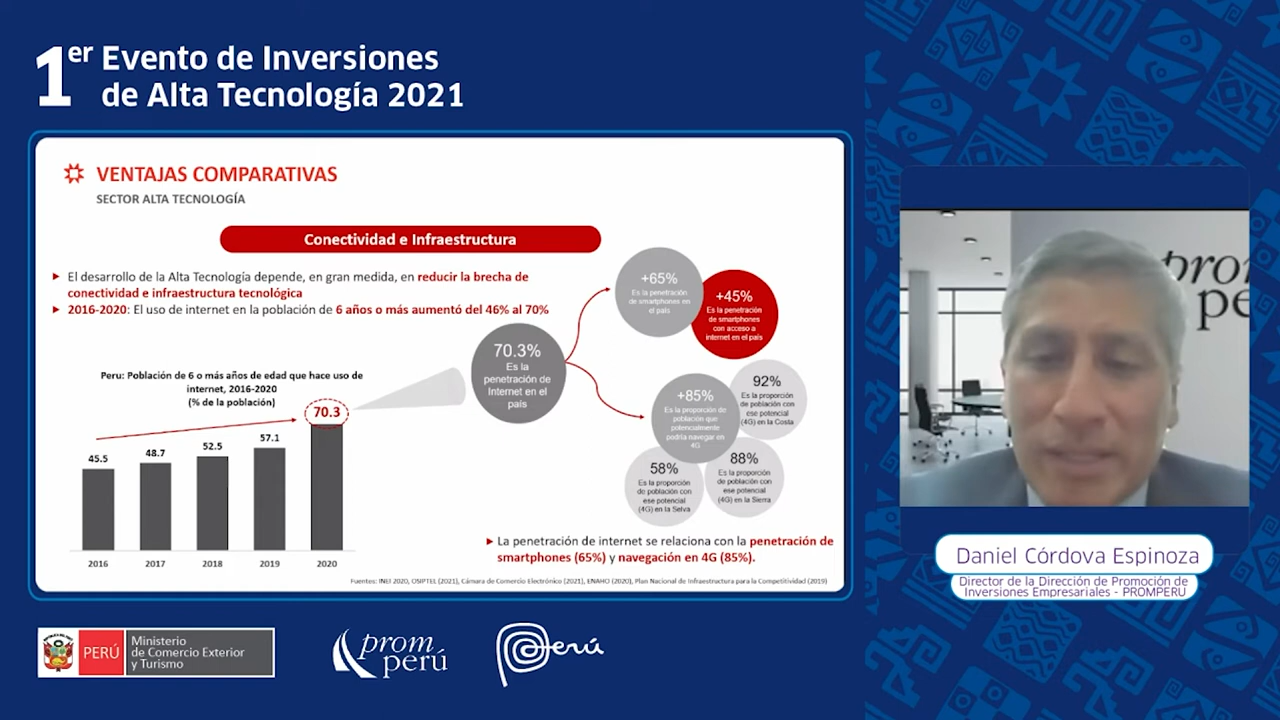 1er Evento de Inversiones
de Alta Tecnología 2021
VENTAJAS COMPARATIVAS
SECTOR ALTA TECNOLOGÍA
Conectividad e Infraestructura
El desarrollo de la Alta Tecnología depende, en gran medida, en reducir la brecha de
conectividad e infraestructura tecnológica
2016-2020: El uso de internet en la población de 6 años o más aumentó del 46% al 70%
Peru: Población de 6 o más años de edad que hace uso de
internet, 2016-2020
(% de la población)
45.5
48.7
52.5
57.1
70.3
2016
2017
2018
2019
2020
70.3%
Es la
penetración de
Internet en el
país
+65%
Es la penetración
de smartphones en
el país
+45%
Es la penetración
de smartphones
con acceso a
internet en el país
+85%
Es la proporción de
población que
potencialmente
podría navegar en
4G
92%
Es la proporción de
población con
ese potencial
(4G) en la Costa
58%
Es la proporción
de población con
ese potencial
(4G) en la Selva
88%
Es la proporción
de población con
ese potencial
(4G) en la Sierra
La penetración de internet se relaciona con la penetración de
smartphones (65%) y navegación en 4G (85%).
Fuentes: INEI 2020, OSIPTEL (2021), Cámara de Comercio Electrónico (2021), ENAHO (2020), Plan Nacional de Infraestructura para la Competitividad (2019)
prom
pe
Daniel Córdova Espinoza
Director de la Dirección de Promoción de
Inversiones Empresariales - PROMPERÚ
PERÚ
Ministerio
de Comercio Exterior
y Turismo
prom
perú
Perú